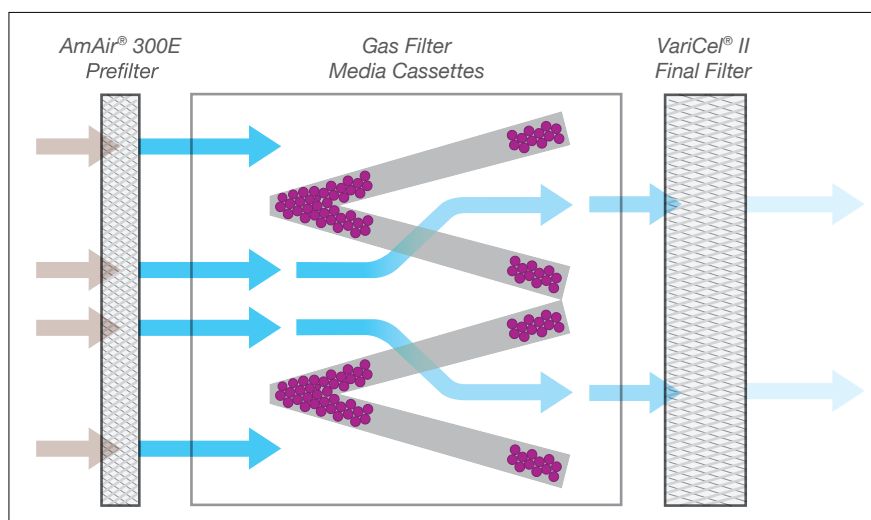 AmAir® 300E
Prefilter
Gas Filter
Media Cassettes
VariCel® II
Final Filter